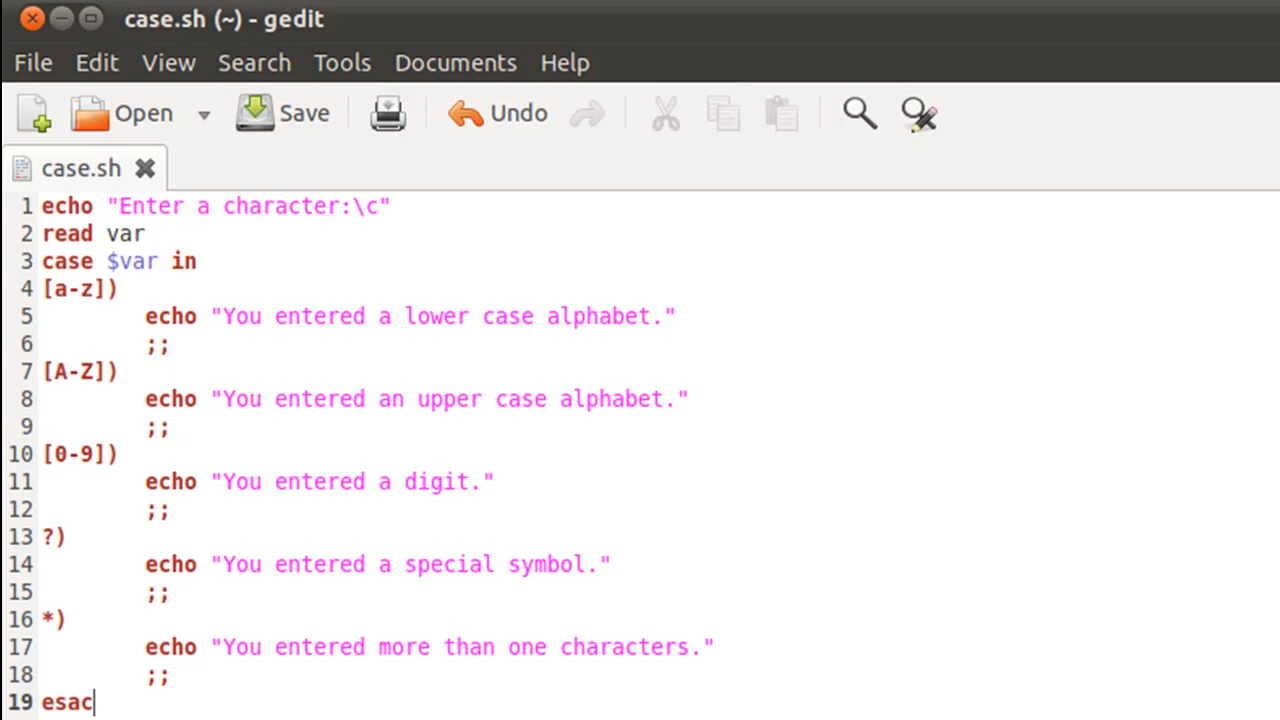 case.sh (~) - gedit
File Edit View Search Tools Documents Help
Open Save Undo
case.sh
1 echo "Enter a character:\c"
2 read var
3 case $var in
4 [a-z])
5 echo "You entered a lower case alphabet."
6 ;;
7 [A-Z])
8 echo "You entered an upper case alphabet."
9 ;;
10 [0-9])
11 echo "You entered a digit."
12 ;;
13 ?)
14 echo "You entered a special symbol."
15 ;;
16 *)
17 echo "You entered more than one characters."
18 ;;
19 esac